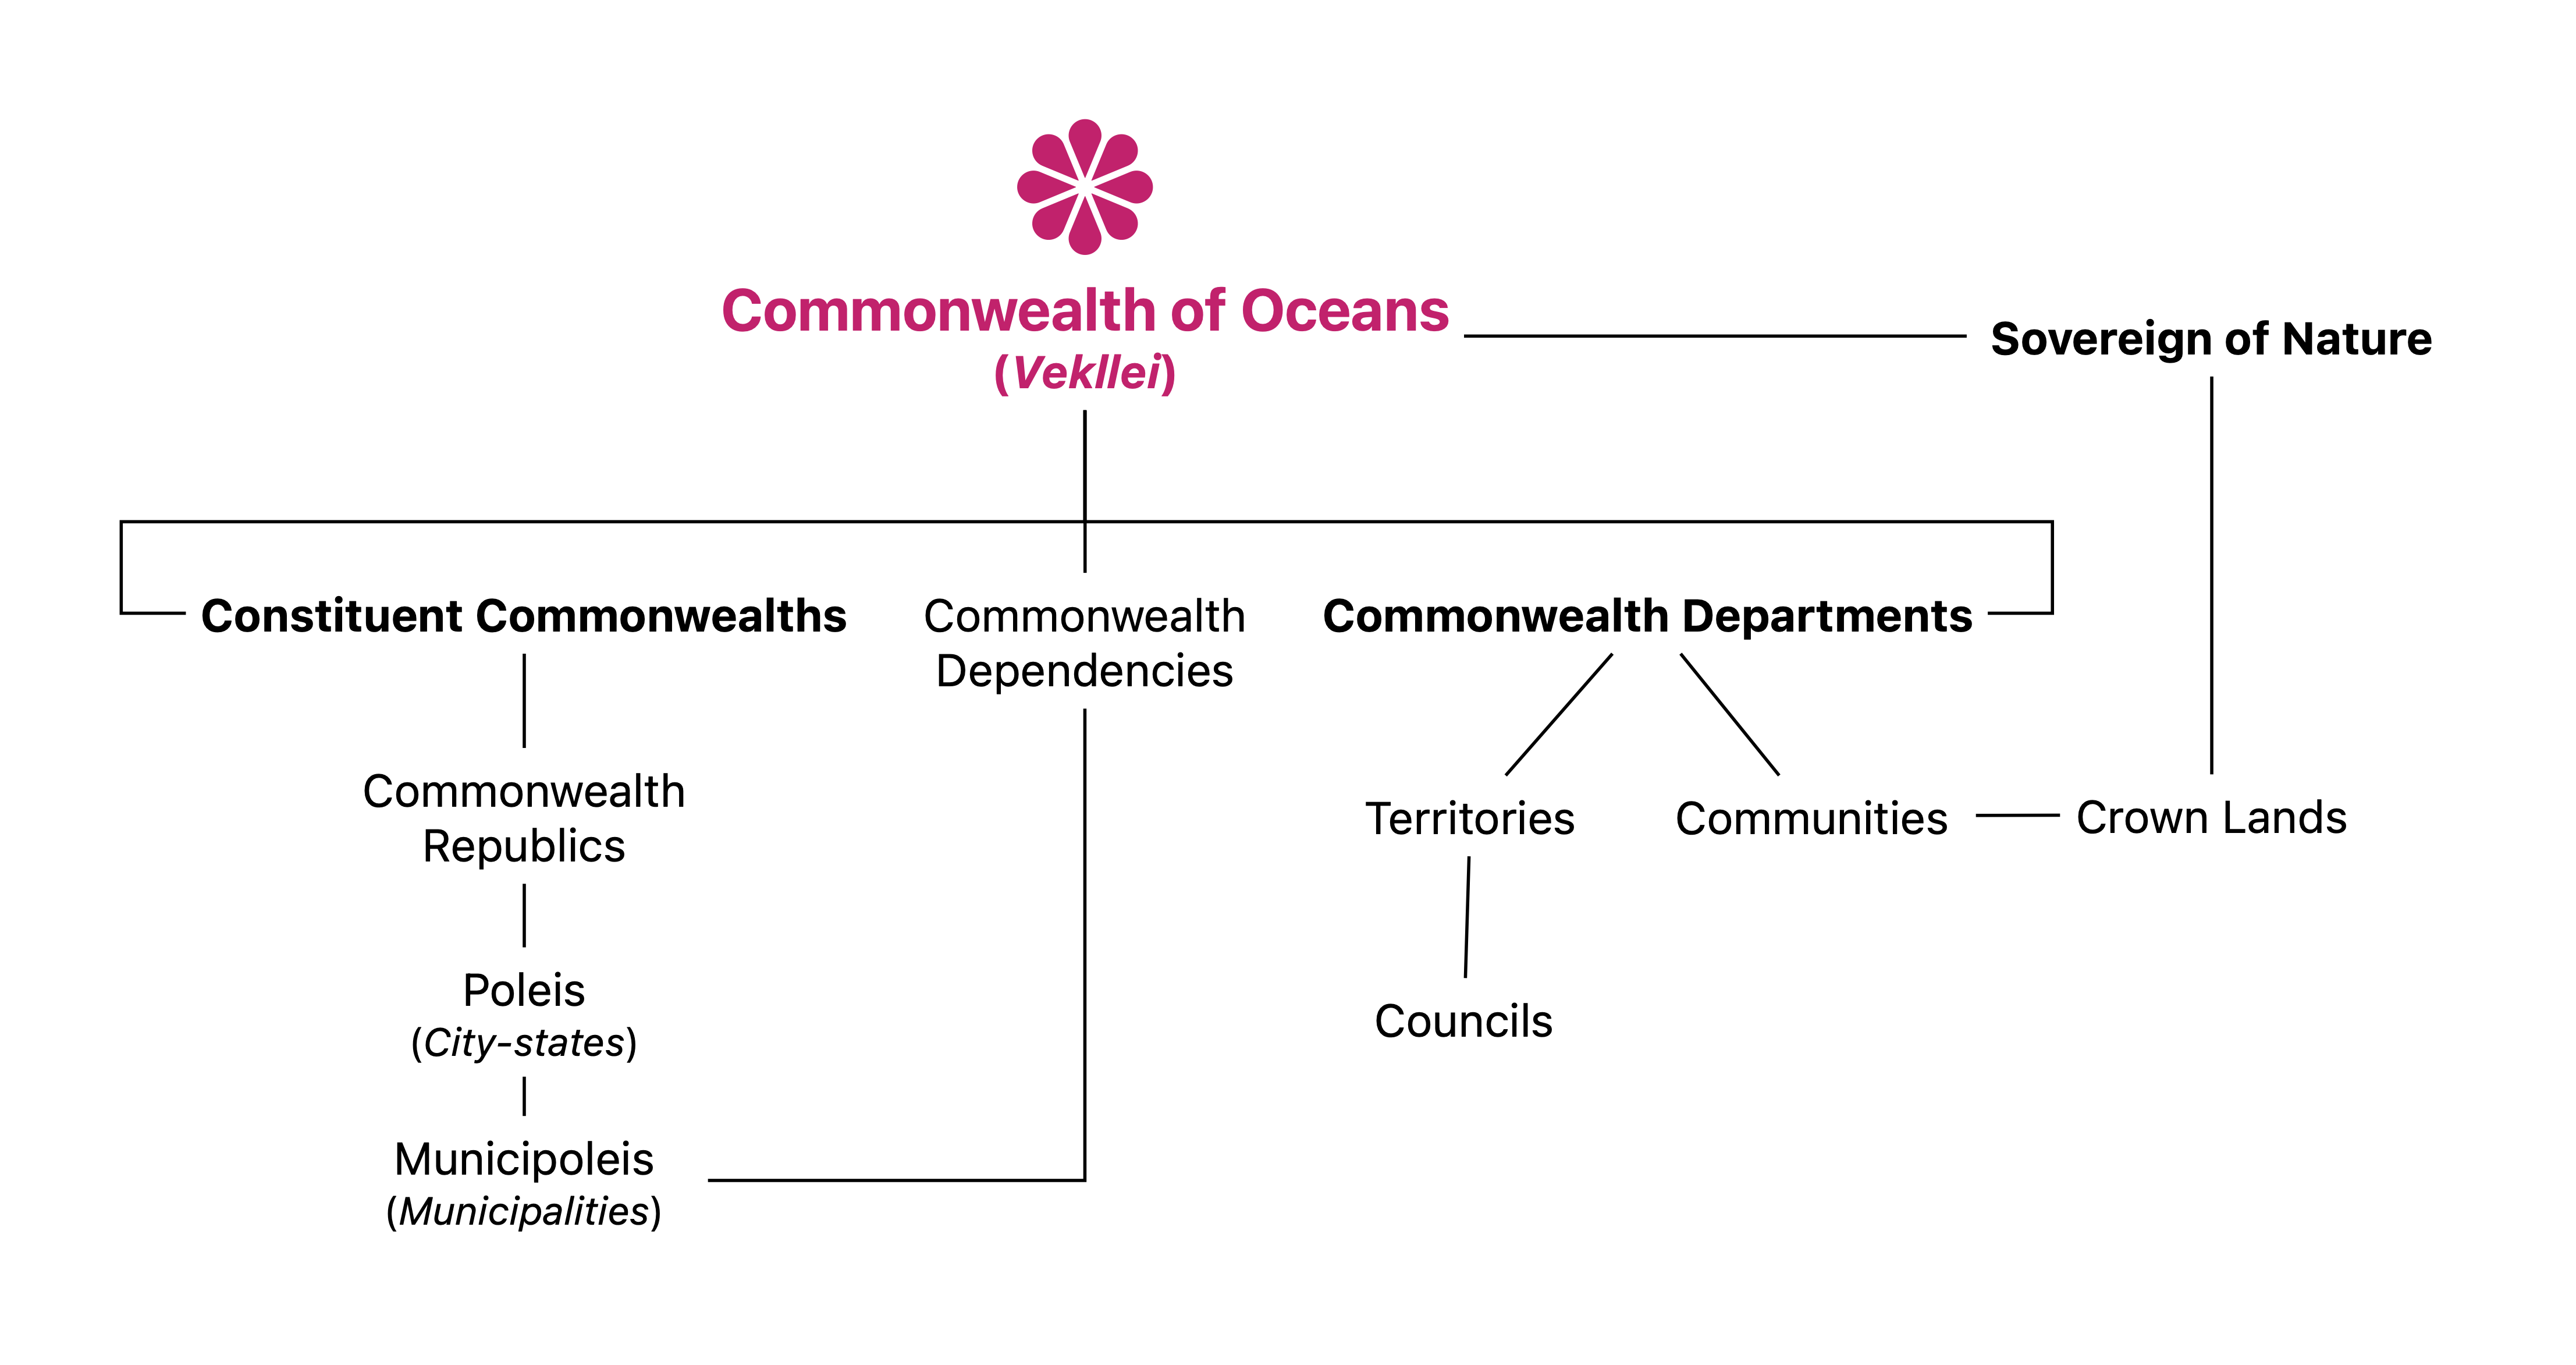 Commonwealth of Oceans
(Vekllei)
Sovereign of Nature
Constituent Commonwealths
Commonwealth
Dependencies
Commonwealth Departments
Commonwealth
Republics
Territories
Communities
Crown Lands
Poleis
(City-states)
Councils
Municipoleis
(Municipalities)